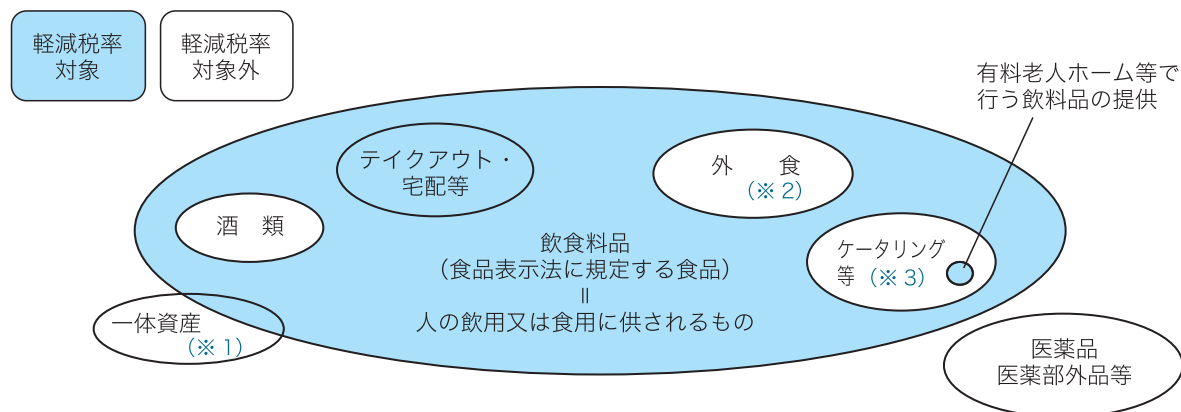 軽減税率
対象
軽減税率
対象外
有料老人ホーム等で
行う飲料品の提供
テイクアウト・
宅配等
外　食
（※2）
酒　類
飲食料品
（食品表示法に規定する食品）
＝
人の飲用又は食用に供されるもの
ケータリング
等（※3）
一体資産
（※1）
医薬品
医薬部外品等